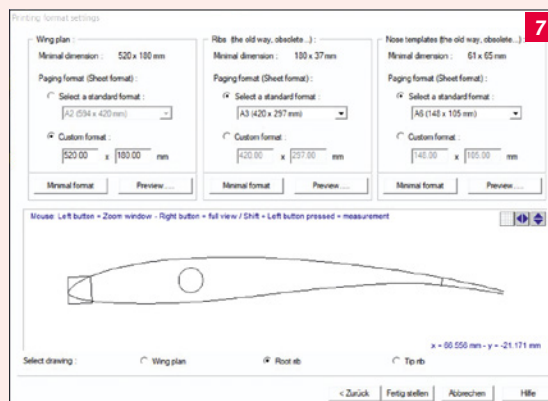 Printing format settings
7
Wing plan :
Minimal dimension : 520 x 180 mm
Paging format (Sheet format) :
Select a standard format :
A2 (594 x 420 mm)
Custom format :
520.00 x 180.00 mm
Minimal format Preview....
Ribs (the old way, obsolete...) :
Minimal dimension : 180 x 37 mm
Paging format (Sheet format) :
Select a standard format :
A3 (420 x 297 mm)
Custom format :
420.00 x 297.00 mm
Minimal format Preview....
Nose templates (the old way, obsolete...) :
Minimal dimension : 61 x 65 mm
Paging format (Sheet format) :
Select a standard format :
A6 (148 x 105 mm)
Custom format :
148.00 x 105.00 mm
Minimal format Preview....
Mouse: Left button + Zoom window - Right button + full view / Shift + Left button pressed + measurement
x = 66.556 mm - y = -21.171 mm
Select drawing : Wing plan Root rib Tip rib
< Zurück Fertig stellen Abbrechen Hilfe